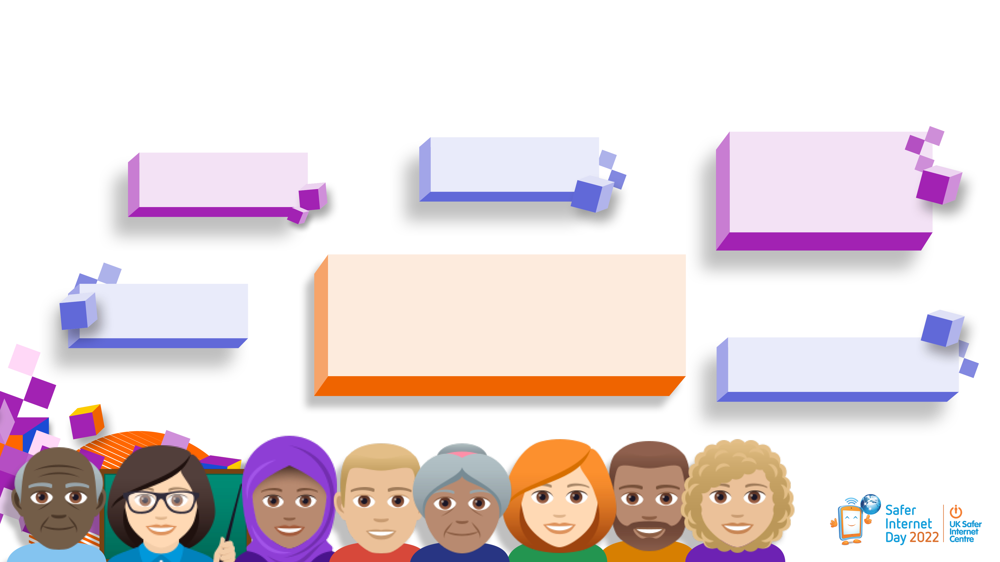 Safer
Internet
Day 2022
UK Safer
Internet
Centre